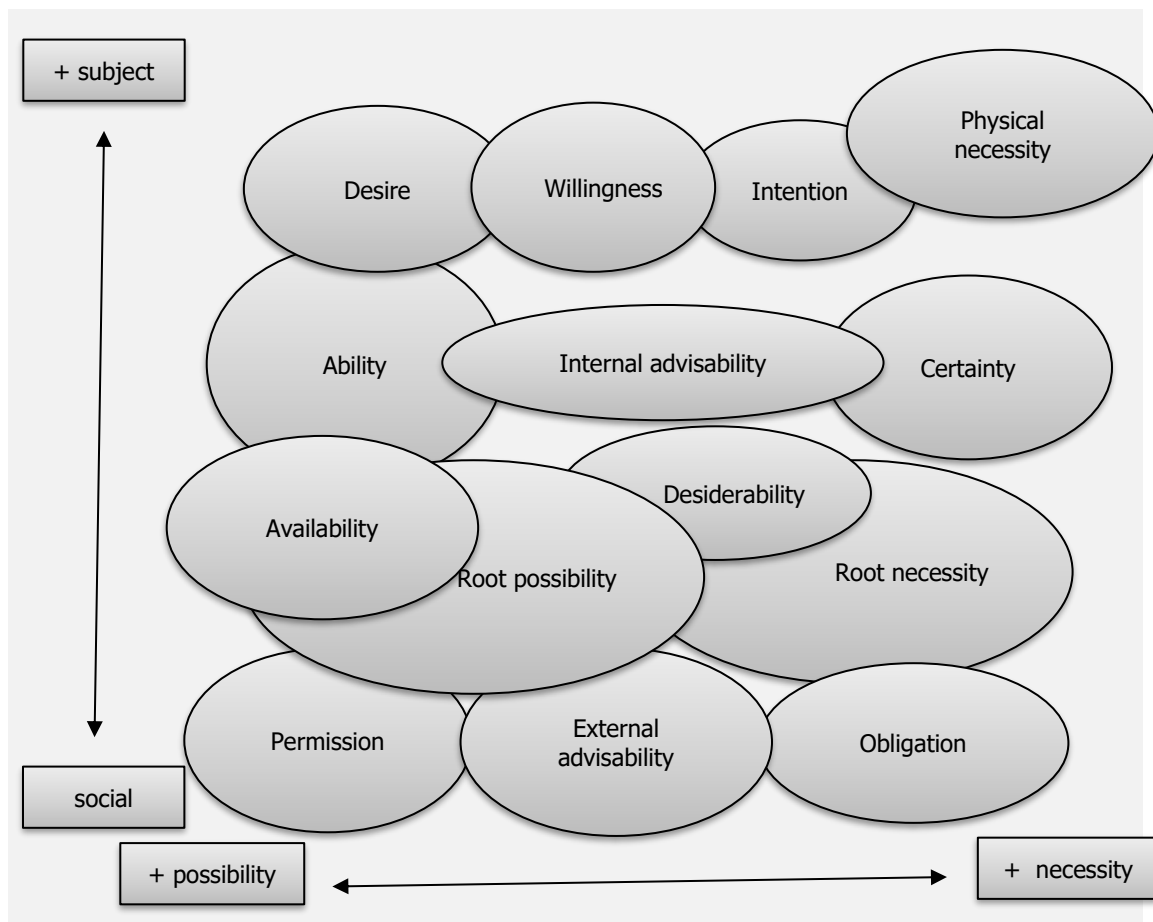 + subject
Physical
necessity
Desire
Willingness
Intention
Ability
Internal advisability
Certainty
Desiderability
Availability
Root possibility
Root necessity
Permission
External
advisability
Obligation
social
+ possibility
+ necessity